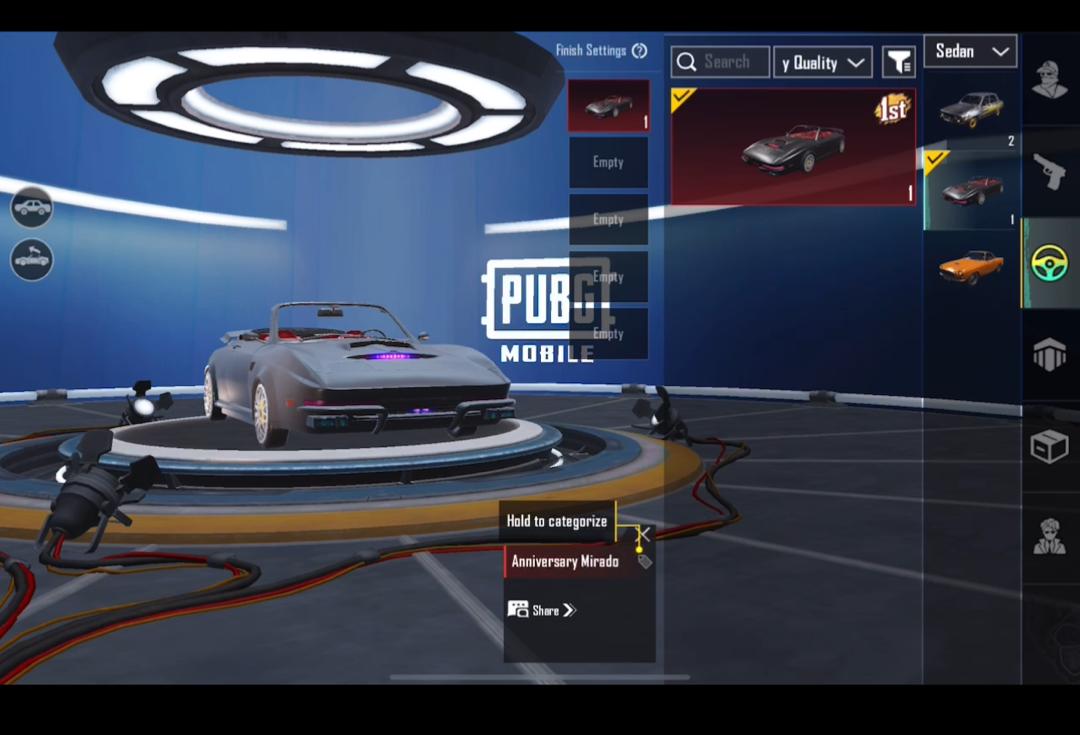 Finish Settings ?
Search
y Quality
Sedan
1
1st
1
2
1
Empty
Empty
Empty
Empty
PUBG
MOBILE
Hold to categorize
Anniversary Mirado
Share